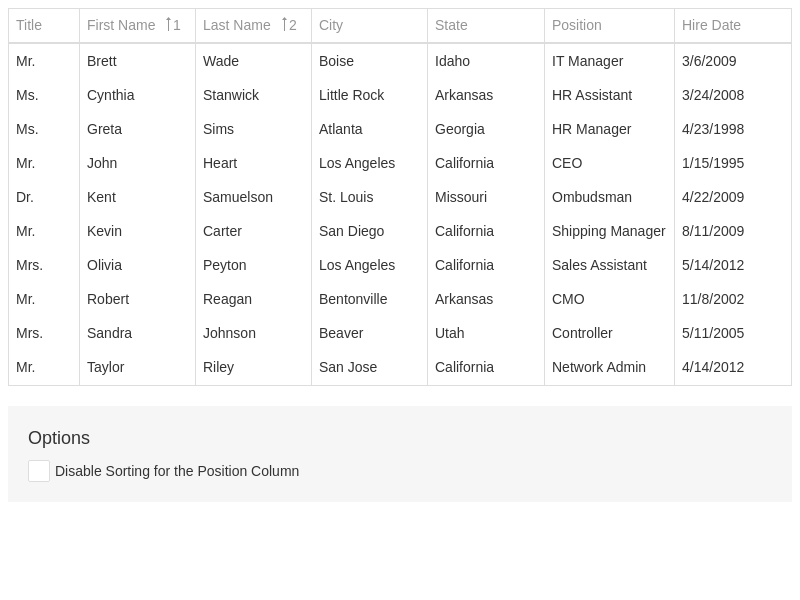 Title First Name 1 Last Name 2 City State Position Hire Date
Mr. Brett Wade Boise Idaho IT Manager 3/6/2009
Ms. Cynthia Stanwick Little Rock Arkansas HR Assistant 3/24/2008
Ms. Greta Sims Atlanta Georgia HR Manager 4/23/1998
Mr. John Heart Los Angeles California CEO 1/15/1995
Dr. Kent Samuelson St. Louis Missouri Ombudsman 4/22/2009
Mr. Kevin Carter San Diego California Shipping Manager 8/11/2009
Mrs. Olivia Peyton Los Angeles California Sales Assistant 5/14/2012
Mr. Robert Reagan Bentonville Arkansas CMO 11/8/2002
Mrs. Sandra Johnson Beaver Utah Controller 5/11/2005
Mr. Taylor Riley San Jose California Network Admin 4/14/2012
Options
Disable Sorting for the Position Column